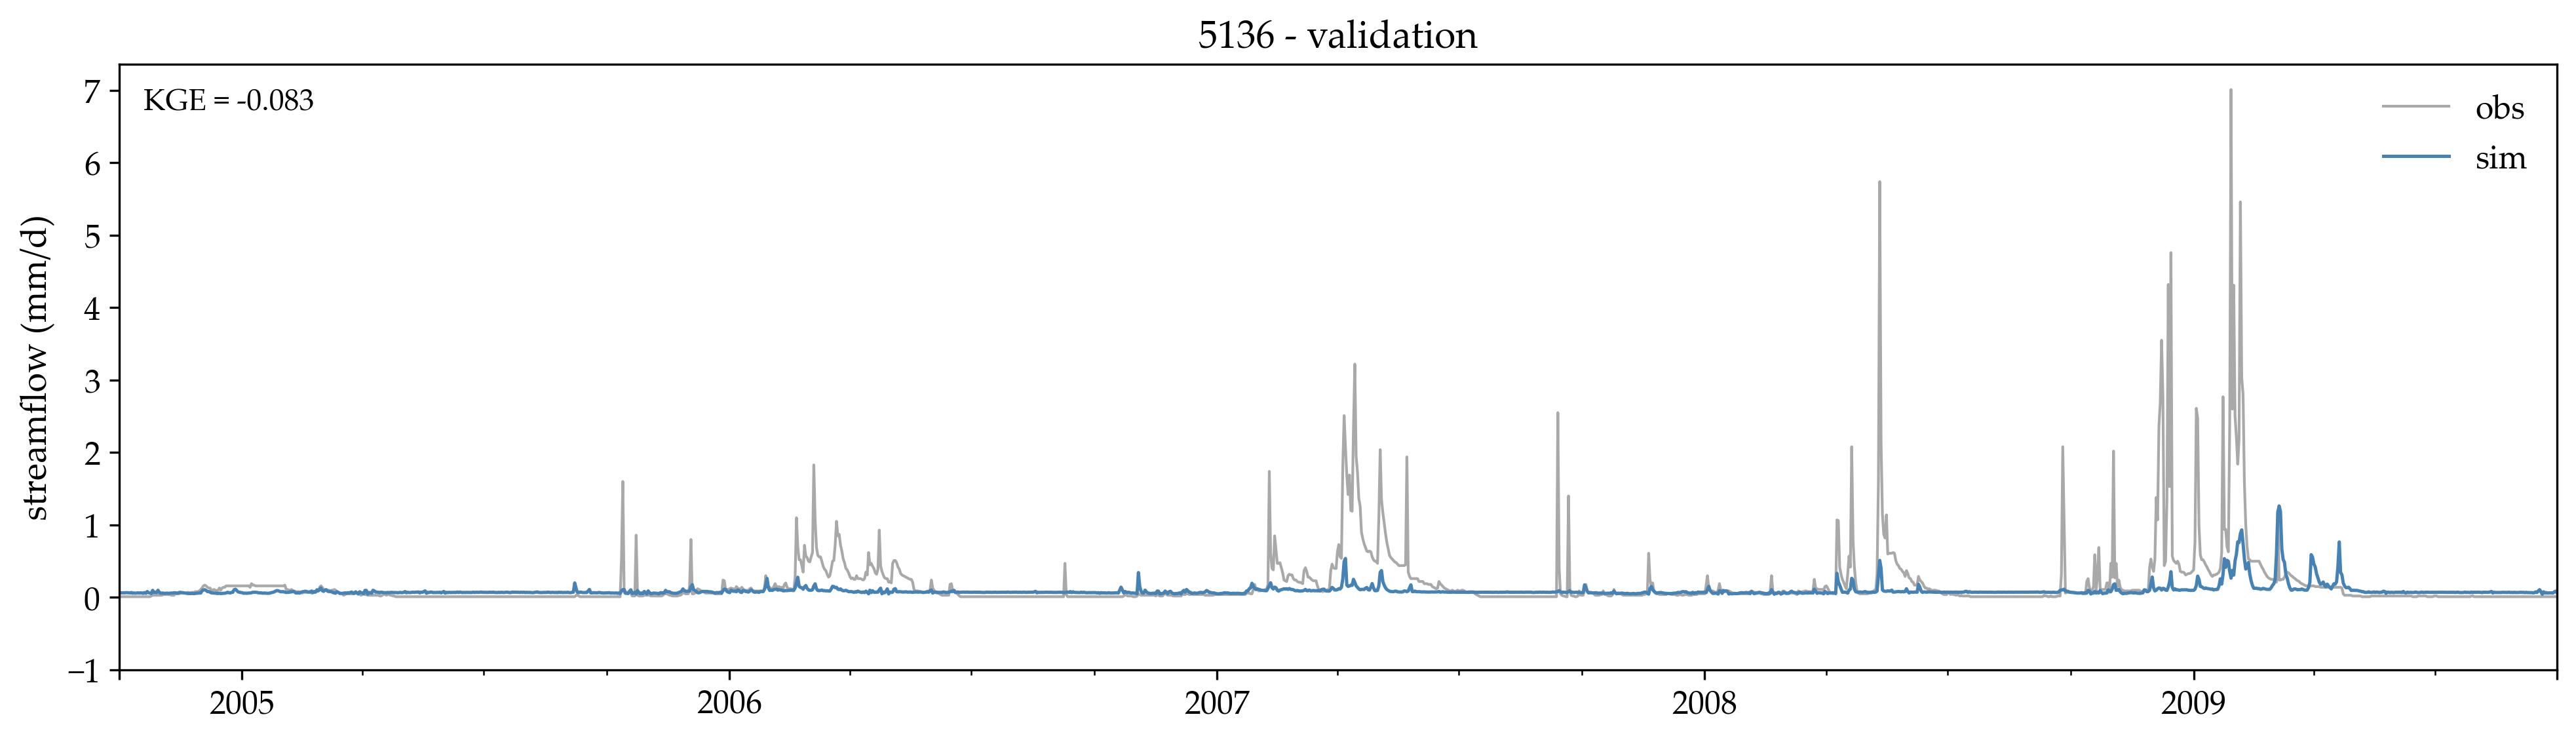 5136 - validation
KGE = -0.083
obs
sim
streamflow (mm/d)
7
6
5
4
3
2
1
0
−1
2005
2006
2007
2008
2009